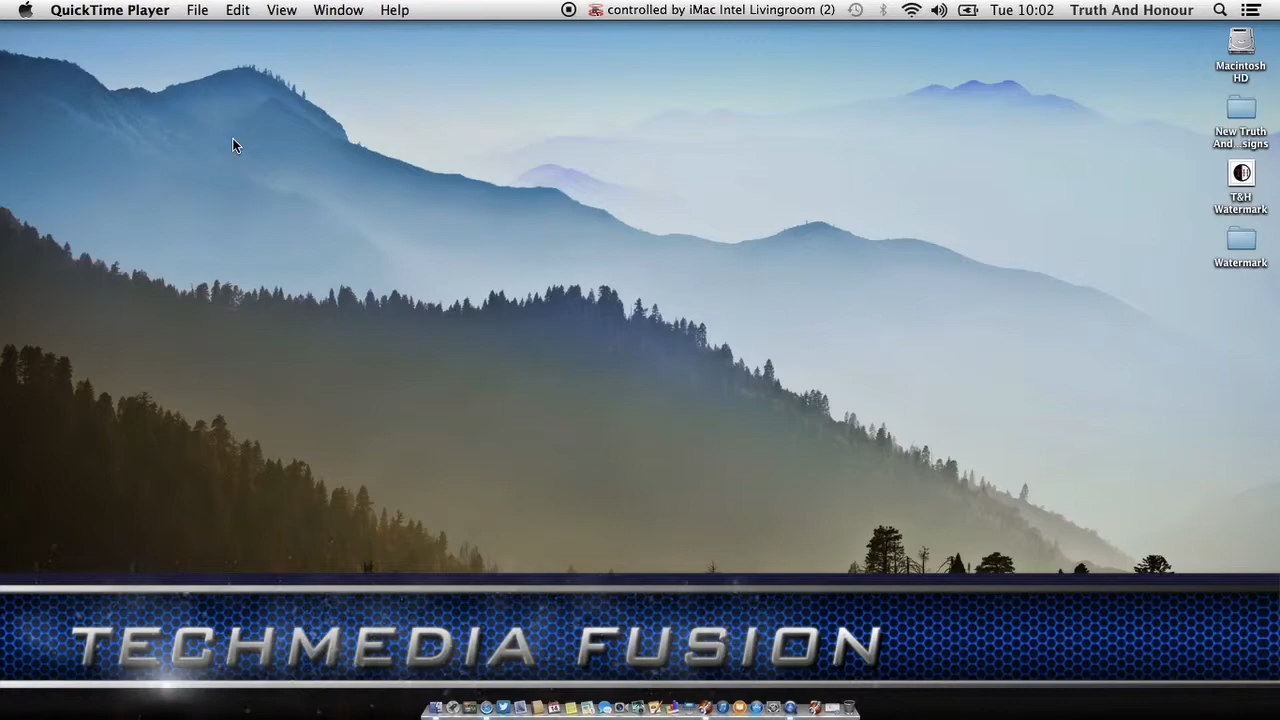 QuickTime Player File Edit View Window Help controlled by iMac Intel Livingroom (2) Tue 10:02 Truth And Honour
Macintosh
HD
New Truth
And...signs
T&H
Watermark
Watermark
TECHMEDIA FUSION